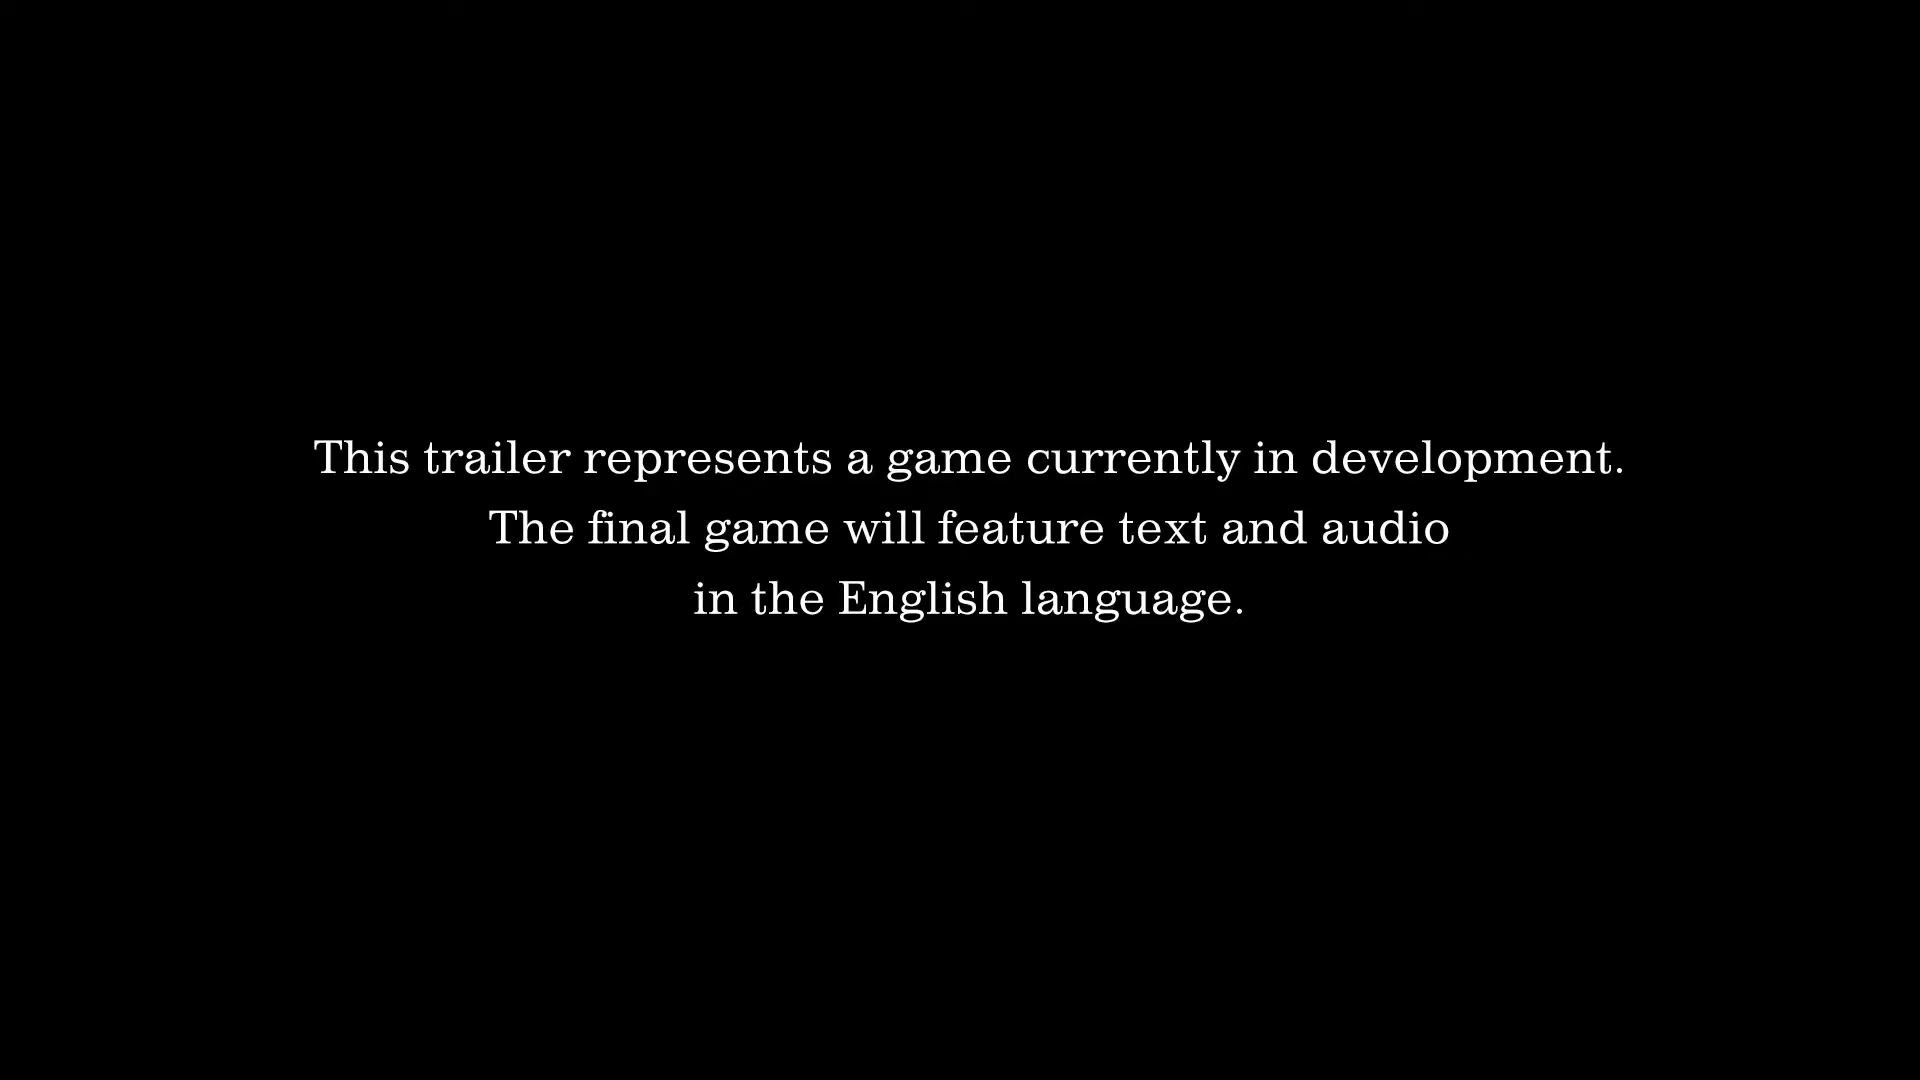 This trailer represents a game currently in development.
The final game will feature text and audio
in the English language.